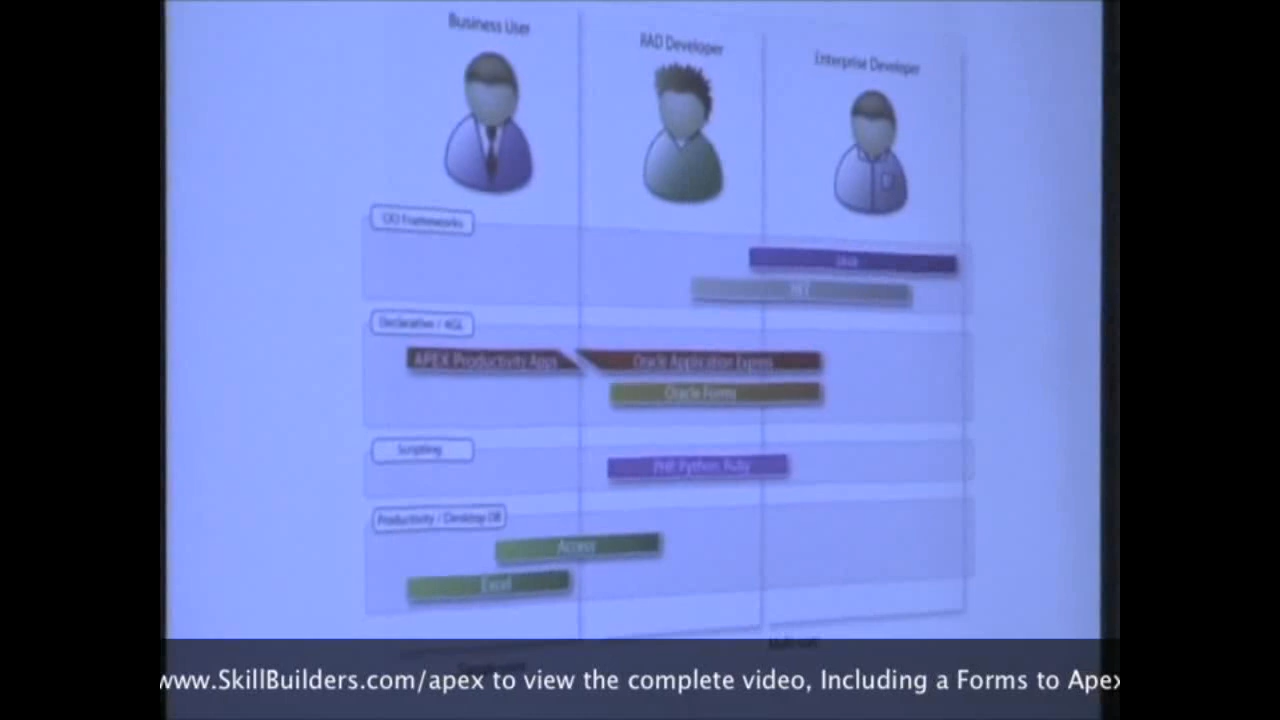 Business User
RAD Developer
Enterprise Developer
OO Frameworks
Java
.NET
Declarative / 4GL
APEX Productivity Apps
Oracle Application Express
Oracle Forms
Scripting
PHP, Python, Ruby
Productivity / Desktop DB
Access
Excel
www.SkillBuilders.com/apex to view the complete video, Including a Forms to Apex